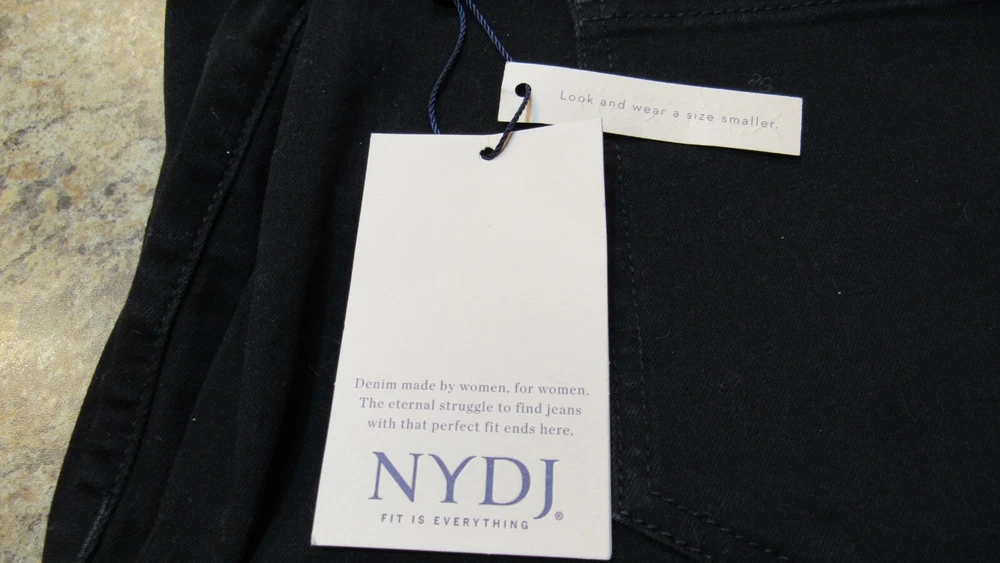 Look and wear a size smaller.
Denim made by women, for women.
The eternal struggle to find jeans
with that perfect fit ends here.
NYDJ®
FIT IS EVERYTHING